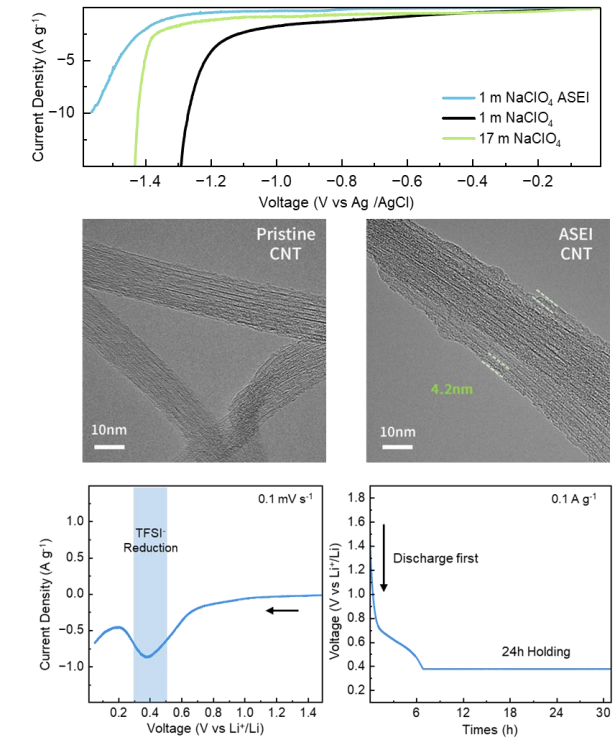 Current Density (A g⁻¹)
−5
−10
1 m NaClO₄ ASEI
1 m NaClO₄
17 m NaClO₄
−1.4 −1.2 −1.0 −0.8 −0.6 −0.4 −0.2
Voltage (V vs Ag /AgCl)
Pristine
CNT
10nm
ASEI
CNT
4.2nm
10nm
Current Density (A g⁻¹)
1.0
0.5
0.0
−0.5
−1.0
0.1 mV s⁻¹
TFSI⁻
Reduction
0.2 0.4 0.6 0.8 1.0 1.2 1.4
Voltage (V vs Li⁺/Li)
Voltage (V vs Li⁺/Li)
1.8
1.6
1.4
1.2
1.0
0.8
0.6
0.4
0.2
0.1 A g⁻¹
Discharge first
24h Holding
6 12 18 24 30
Times (h)